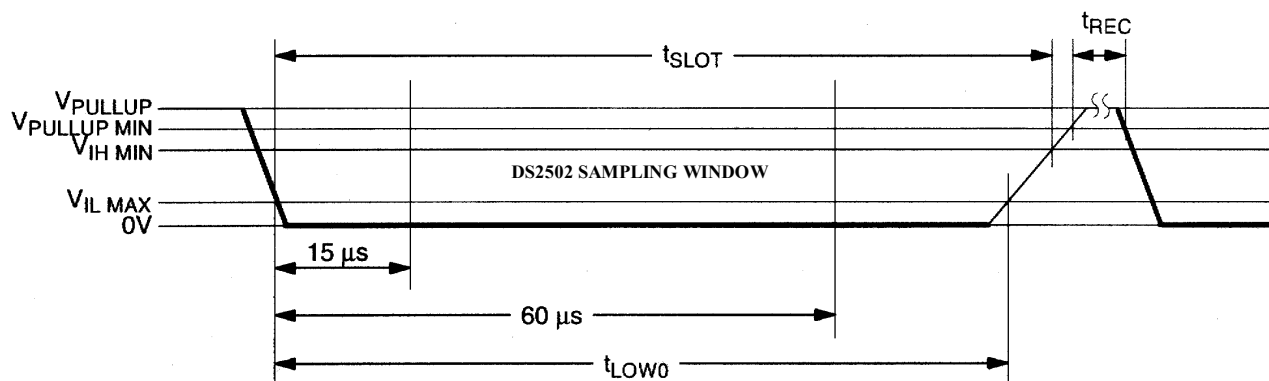 tREC
tSLOT
VPULLUP
VPULLUP MIN
VIH MIN
DS2502 SAMPLING WINDOW
VIL MAX
0V
15 µs
60 µs
tLOW0